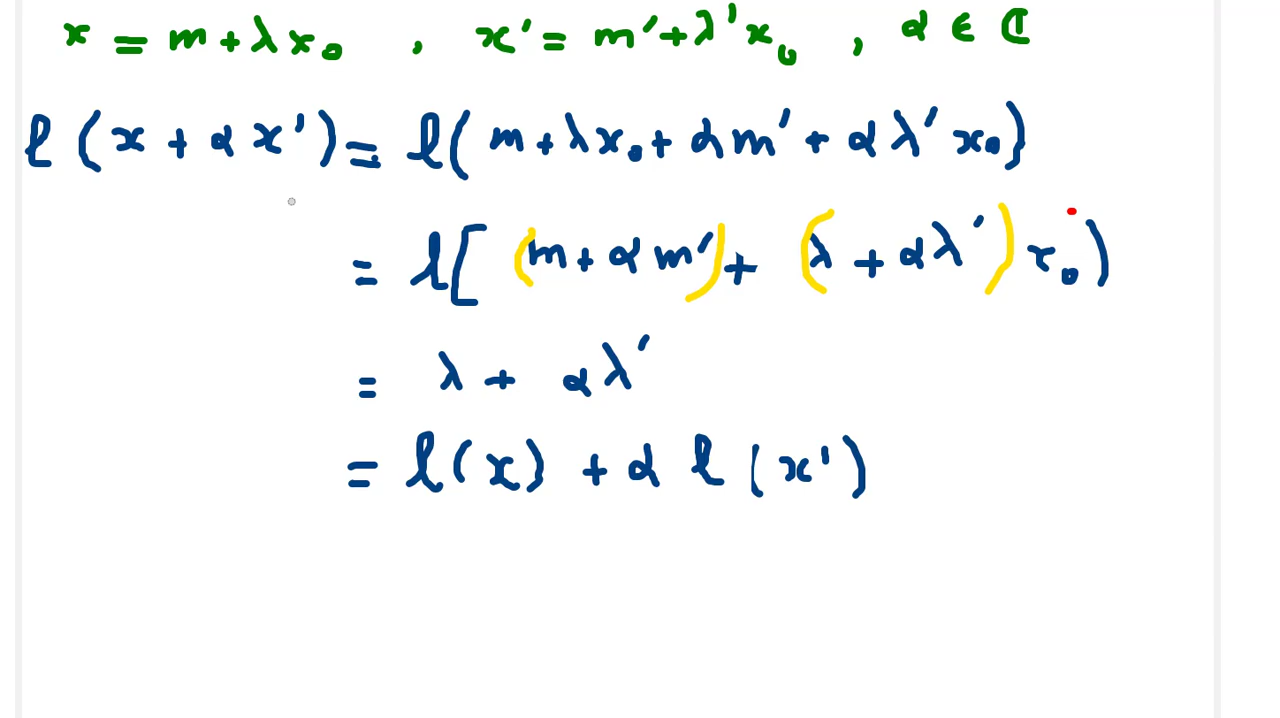 x = m + λx₀ , x' = m' + λ'x₀ , α ∈ ℂ
l(x + αx') = l(m + λx₀ + αm' + αλ'x₀)
= l[(m + αm') + (λ + αλ')x₀)
= λ + αλ'
= l(x) + α l(x')